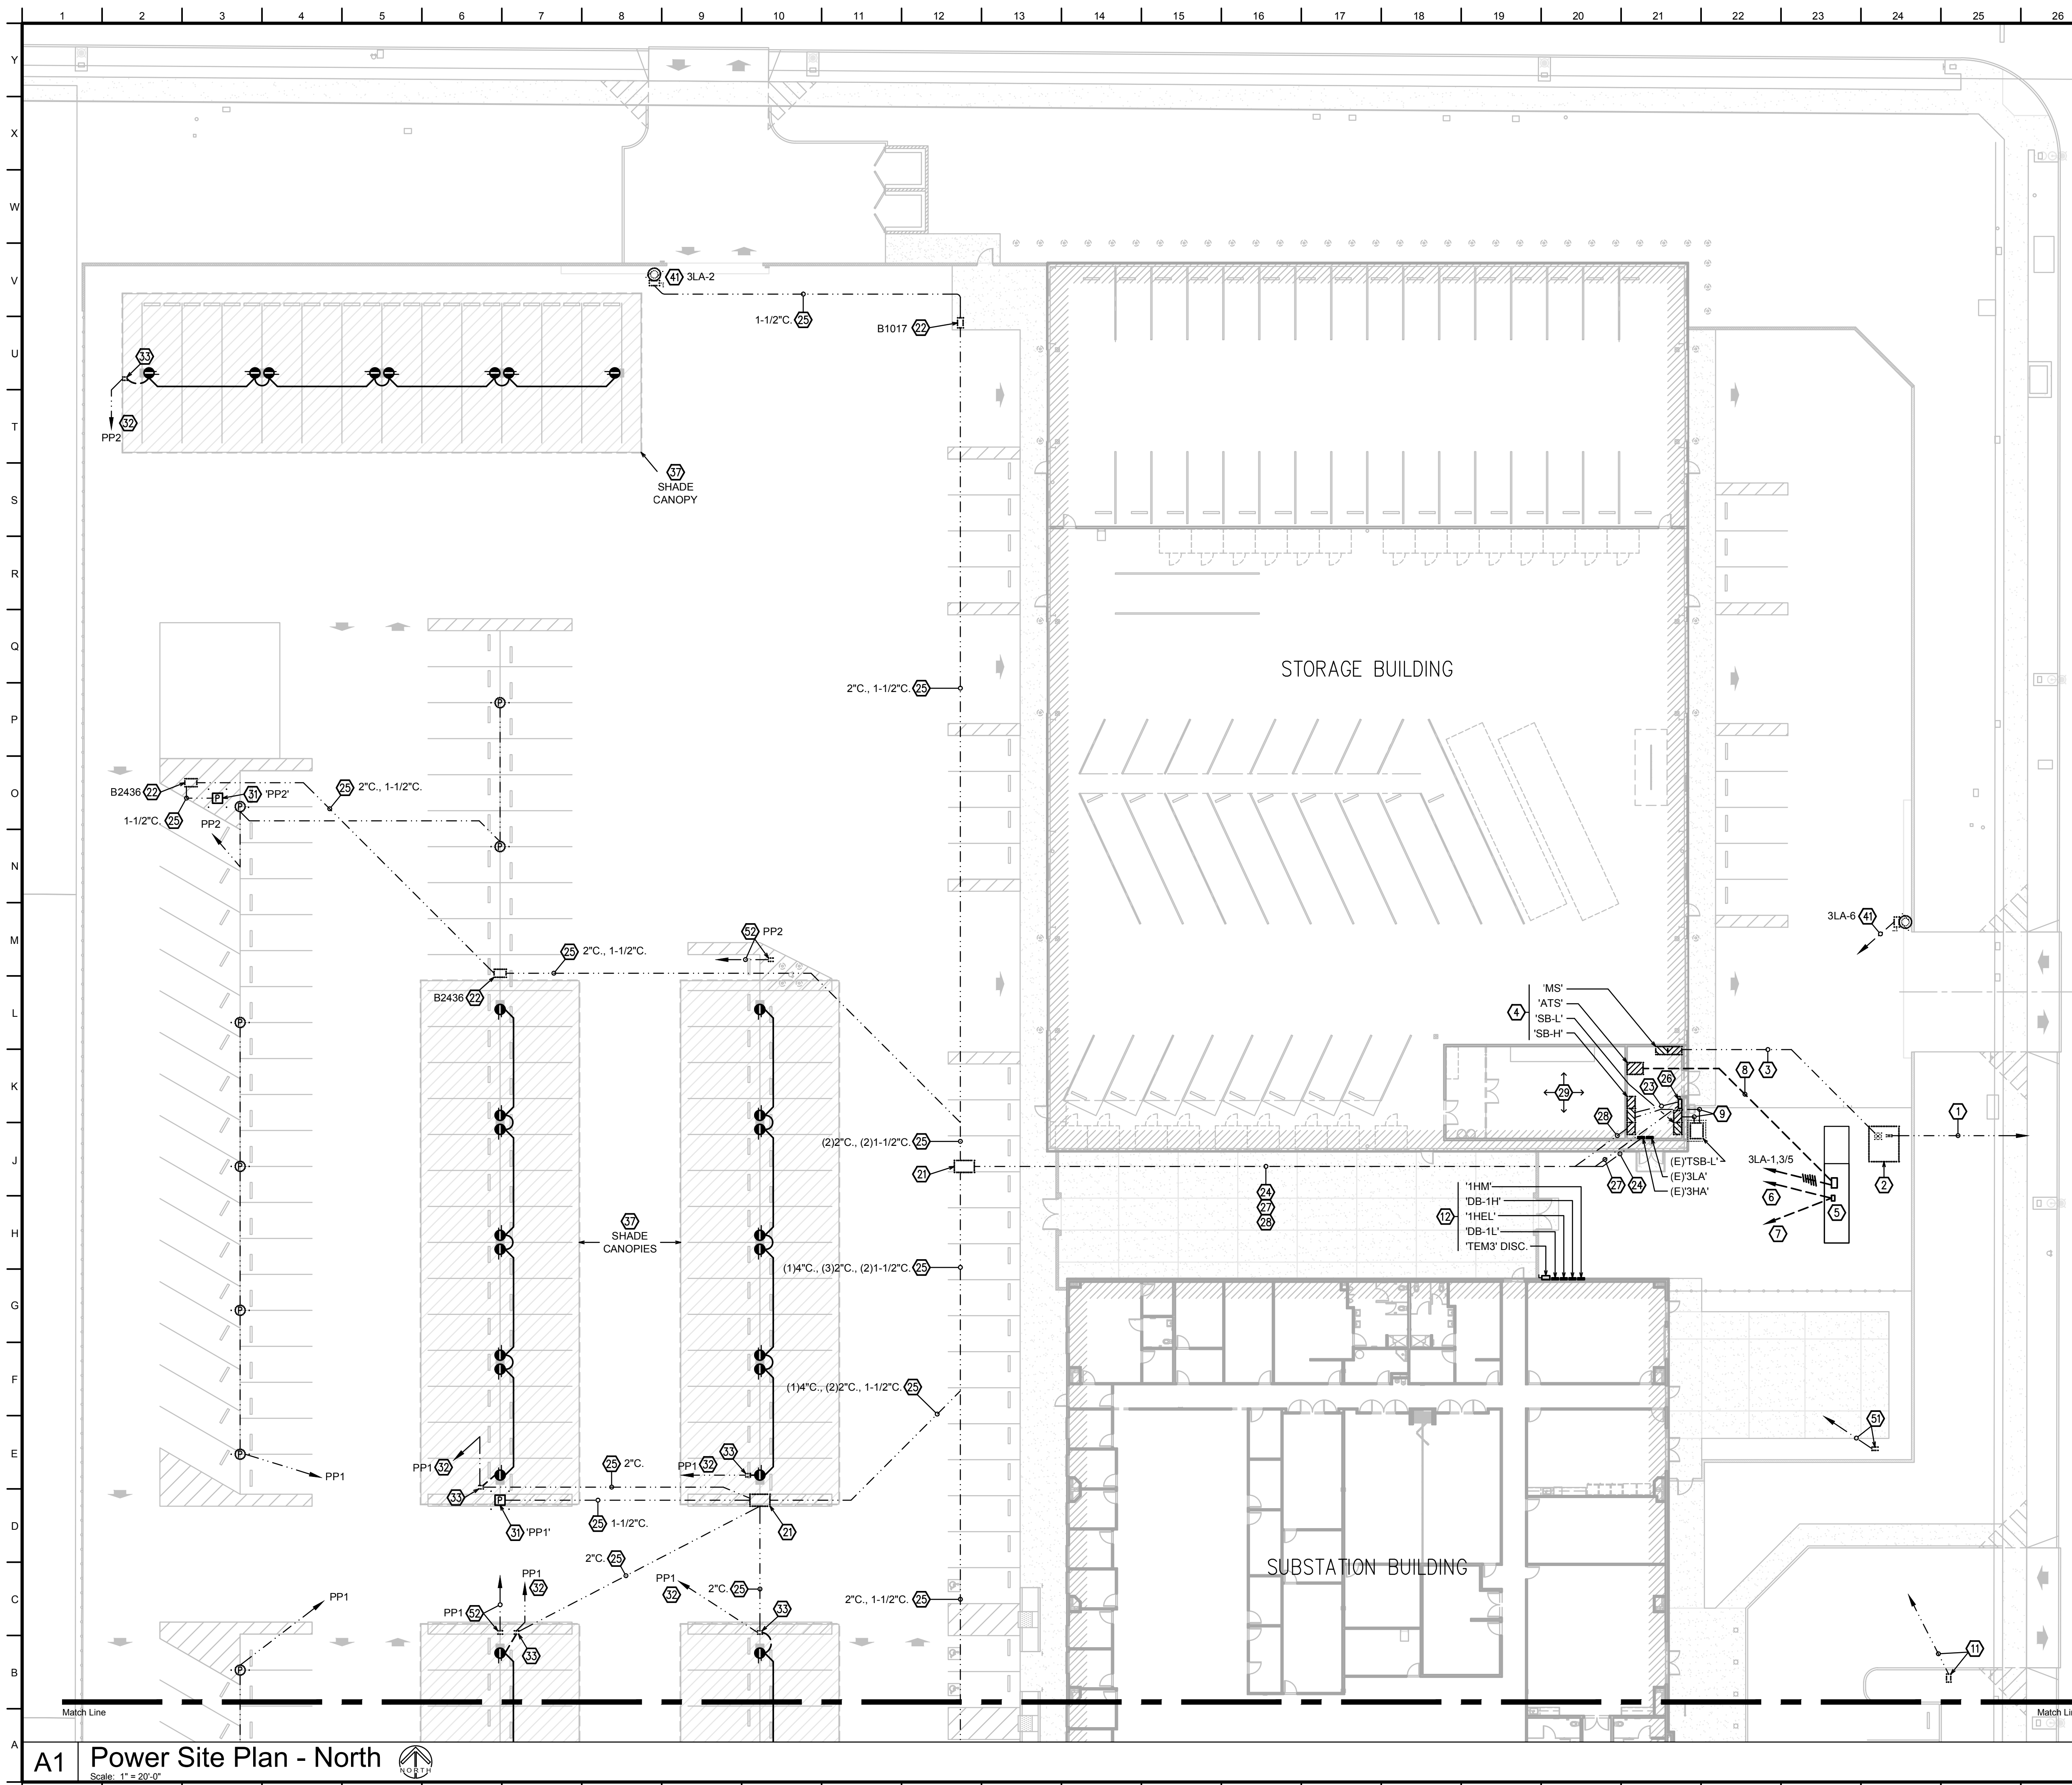 1 2 3 4 5 6 7 8 9 10 11 12 13 14 15 16 17 18 19 20 21 22 23 24 25 26
Y
X
W
V
U
T
S
R
Q
P
O
N
M
L
K
J
H
G
F
E
D
C
B
A
41 3LA-2
1-1/2"C. 25
B1017 22
33
32
PP2
37
SHADE
CANOPY
STORAGE BUILDING
2"C., 1-1/2"C. 25
B2436 22
31 'PP2'
25 2"C., 1-1/2"C.
1-1/2"C. 25
PP2
P
P
P
P
3LA-6 41
52 PP2
25 2"C., 1-1/2"C.
B2436 22
'MS'
'ATS'
4
'SB-L'
'SB-H'
P
8
3
23
26
29
9
28
1
(2)2"C., (2)1-1/2"C. 25
21
P
27
24
(E)'TSB-L'
(E)'3LA'
(E)'3HA'
3LA-1,3/5
2
24
27
28
'1HM'
'DB-1H'
12
'1HEL'
'DB-1L'
'TEM3' DISC.
6
5
7
37
SHADE
CANOPIES
(1)4"C., (3)2"C., (2)1-1/2"C. 25
P
(1)4"C., (2)2"C., 1-1/2"C. 25
51
P
PP1
PP1 32
33
25 2"C.
PP1 32
33
P
31 'PP1'
25 1-1/2"C.
21
2"C. 25
SUBSTATION BUILDING
PP1
PP1
32
PP1
32
2"C. 25
2"C., 1-1/2"C. 25
PP1 52
33
33
11
P
Match Line
Match Li
A1
Power Site Plan - North
NORTH
Scale: 1" = 20'-0"